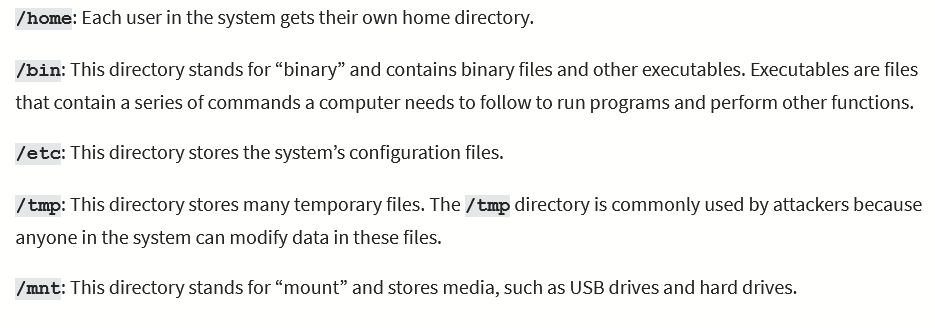 /home: Each user in the system gets their own home directory.
/bin: This directory stands for “binary” and contains binary files and other executables. Executables are files
that contain a series of commands a computer needs to follow to run programs and perform other functions.
/etc: This directory stores the system’s configuration files.
/tmp: This directory stores many temporary files. The /tmp directory is commonly used by attackers because
anyone in the system can modify data in these files.
/mnt: This directory stands for “mount” and stores media, such as USB drives and hard drives.